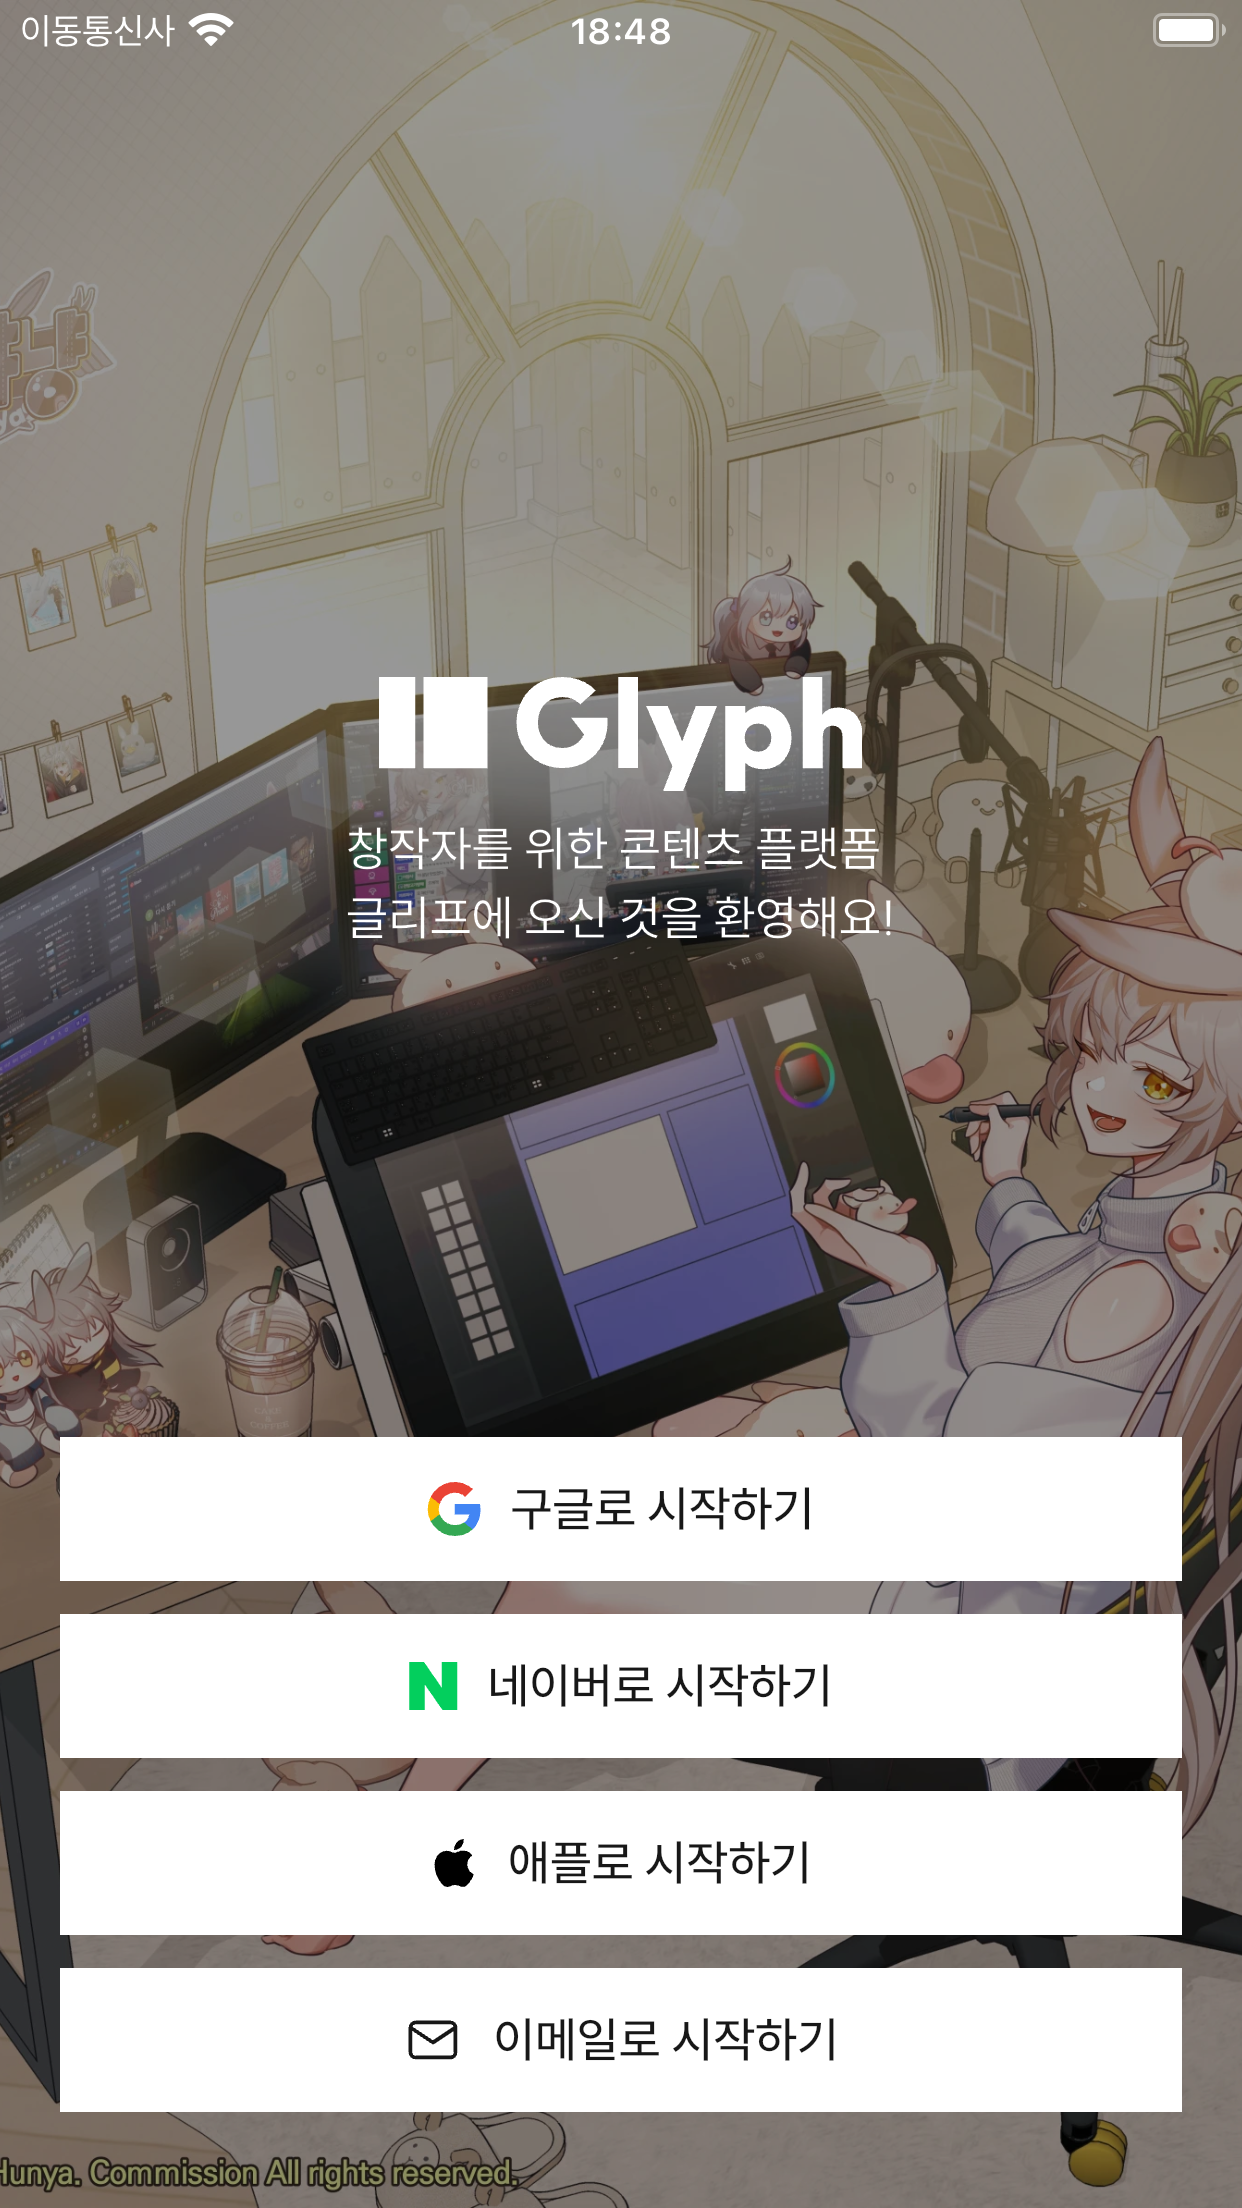 이동통신사
18:48
Glyph
창작자를 위한 콘텐츠 플랫폼
글리프에 오신 것을 환영해요!
CAKE
COFFEE
구글로 시작하기
네이버로 시작하기
애플로 시작하기
이메일로 시작하기
Hunya. Commission All rights reserved.